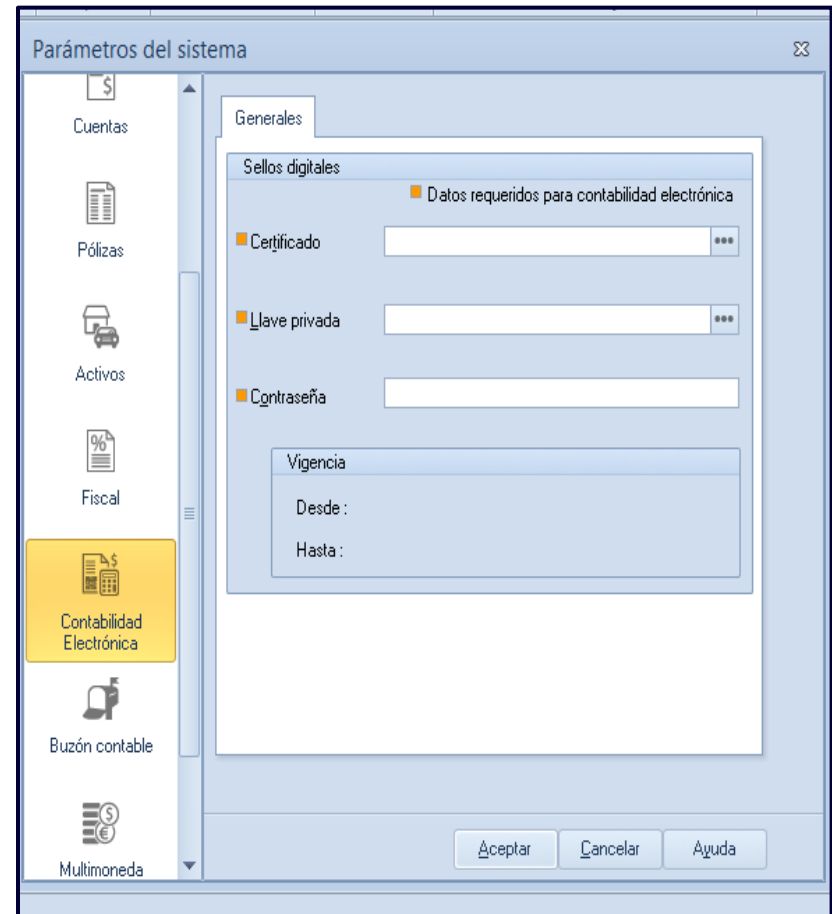 Parámetros del sistema
Cuentas
Pólizas
Activos
Fiscal
Contabilidad
Electrónica
Buzón contable
Multimoneda
Generales
Sellos digitales
Datos requeridos para contabilidad electrónica
Certificado
Llave privada
Contraseña
Vigencia
Desde :
Hasta :
Aceptar
Cancelar
Ayuda